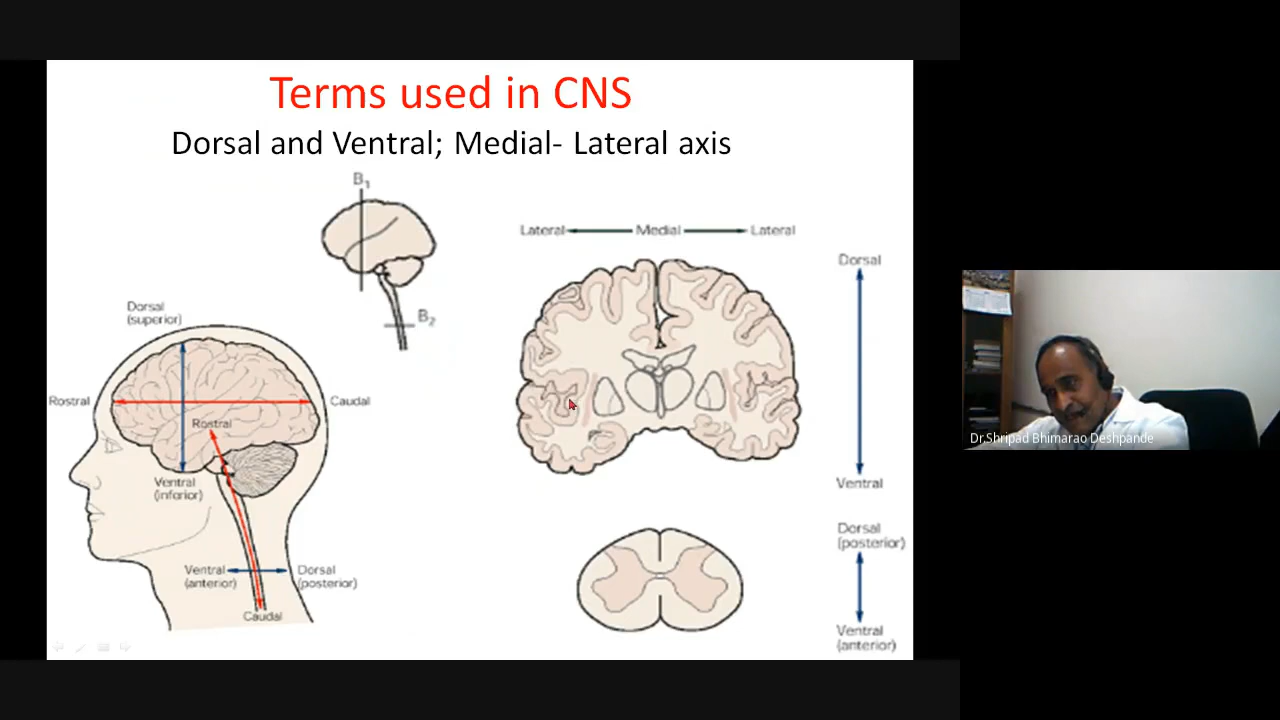 Terms used in CNS
Dorsal and Ventral; Medial- Lateral axis
B1
B2
Dorsal
(superior)
Rostral
Caudal
Rostral
Ventral
(inferior)
Ventral
(anterior)
Dorsal
(posterior)
Caudal
Lateral
Medial
Lateral
Dorsal
Ventral
Dorsal
(posterior)
Ventral
(anterior)
Dr.Shripad Bhimarao Deshpande